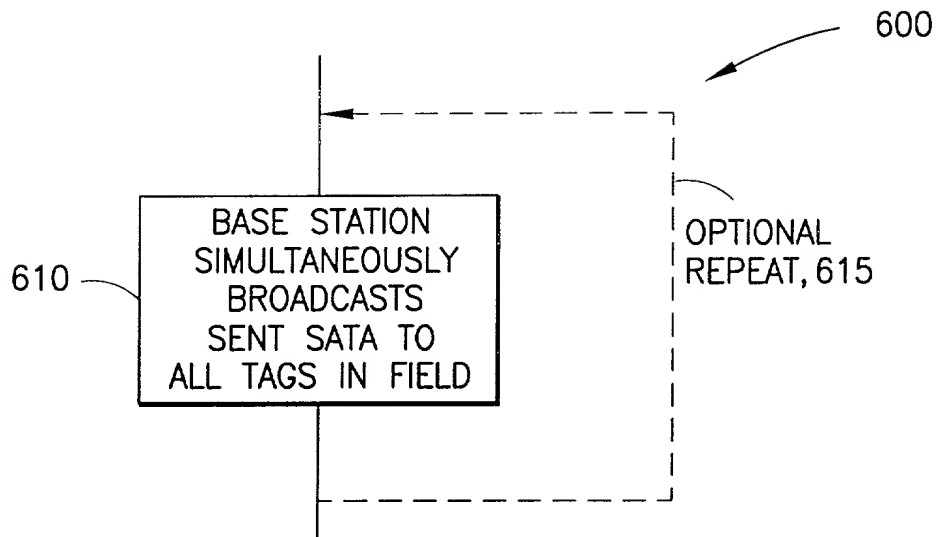 600
BASE STATION
SIMULTANEOUSLY
BROADCASTS
SENT SATA TO
ALL TAGS IN FIELD
610
OPTIONAL
REPEAT, 615